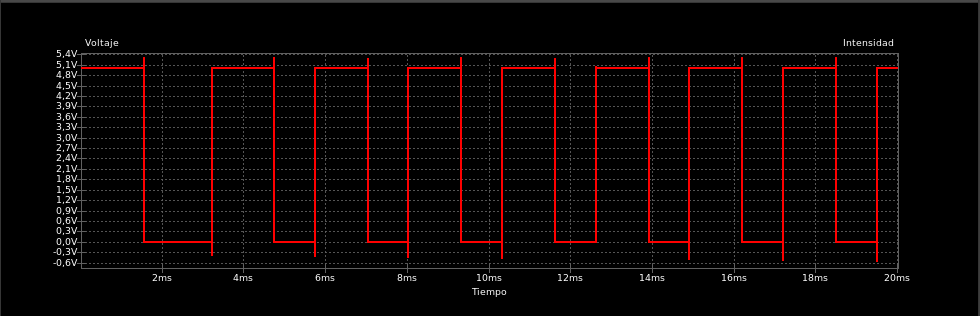 Voltaje Intensidad
5,4V
5,1V
4,8V
4,5V
4,2V
3,9V
3,6V
3,3V
3,0V
2,7V
2,4V
2,1V
1,8V
1,5V
1,2V
0,9V
0,6V
0,3V
0,0V
-0,3V
-0,6V
2ms 4ms 6ms 8ms 10ms 12ms 14ms 16ms 18ms 20ms
Tiempo